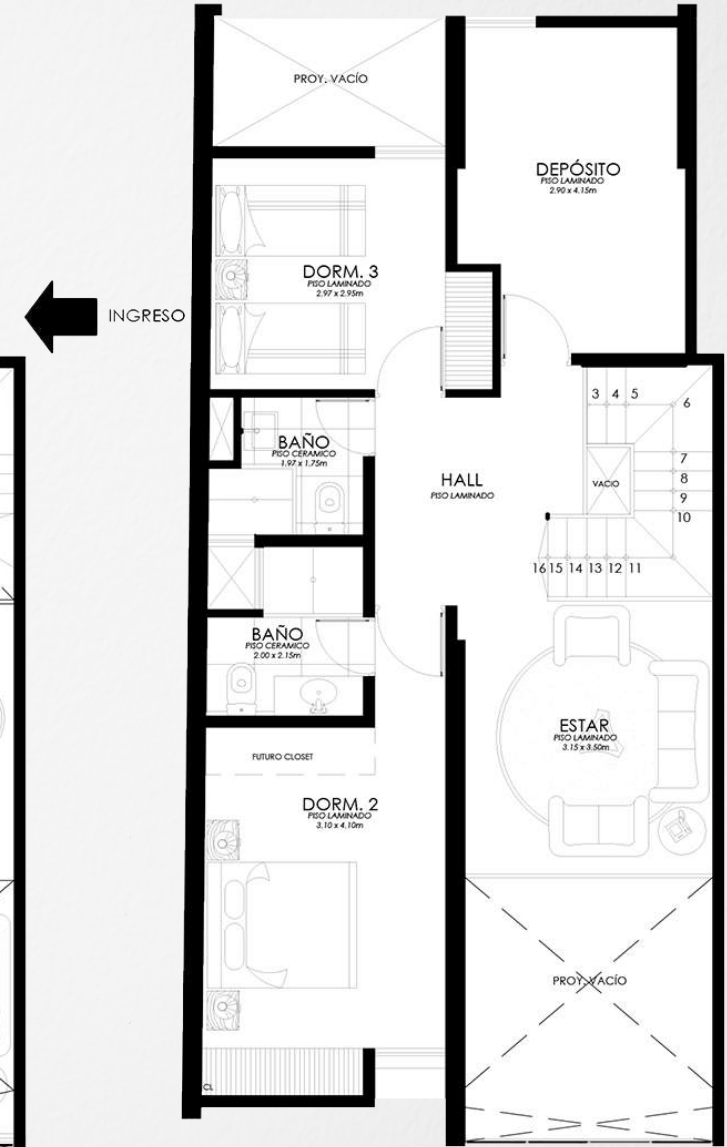 PROY. VACÍO
DEPÓSITO
PISO LAMINADO
2.90 x 4.15m
DORM. 3
PISO LAMINADO
2.97 x 2.95m
INGRESO
3 4 5
6
7
8
9
10
BAÑO
PISO CERAMICO
1.97 x 1.75m
HALL
PISO LAMINADO
VACIO
16 15 14 13 12 11
BAÑO
PISO CERAMICO
2.00 x 2.15m
ESTAR
PISO LAMINADO
3.15 x 3.50m
FUTURO CLOSET
DORM. 2
PISO LAMINADO
3.10 x 4.10m
PROY. VACÍO
CL